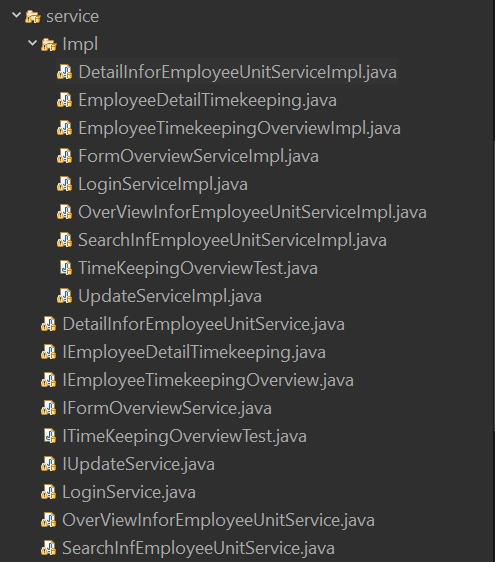 service
Impl
DetailInforEmployeeUnitServiceImpl.java
EmployeeDetailTimekeeping.java
EmployeeTimekeepingOverviewImpl.java
FormOverviewServiceImpl.java
LoginServiceImpl.java
OverViewInforEmployeeUnitServiceImpl.java
SearchInfEmployeeUnitServiceImpl.java
TimeKeepingOverviewTest.java
UpdateServiceImpl.java
DetailInforEmployeeUnitService.java
IEmployeeDetailTimekeeping.java
IEmployeeTimekeepingOverview.java
IFormOverviewService.java
ITimeKeepingOverviewTest.java
IUpdateService.java
LoginService.java
OverViewInforEmployeeUnitService.java
SearchInfEmployeeUnitService.java